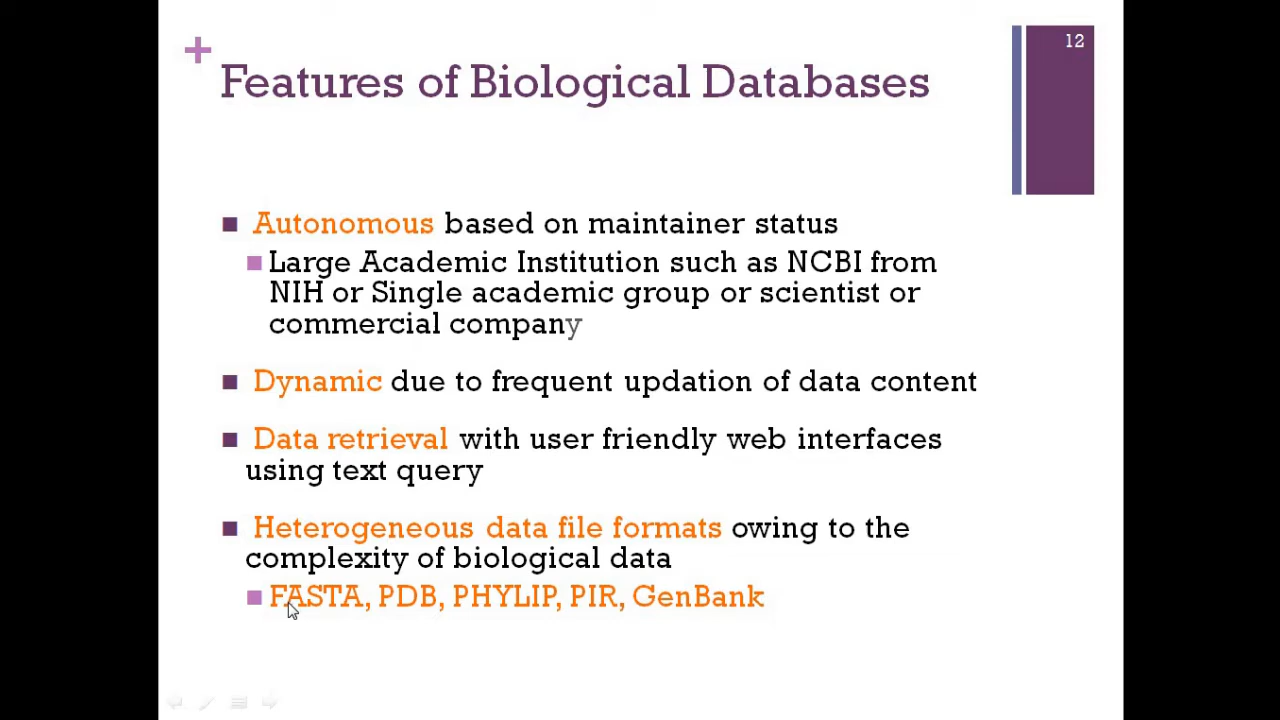 12
+
Features of Biological Databases
Autonomous based on maintainer status
Large Academic Institution such as NCBI from
NIH or Single academic group or scientist or
commercial company
Dynamic due to frequent updation of data content
Data retrieval with user friendly web interfaces
using text query
Heterogeneous data file formats owing to the
complexity of biological data
FASTA, PDB, PHYLIP, PIR, GenBank